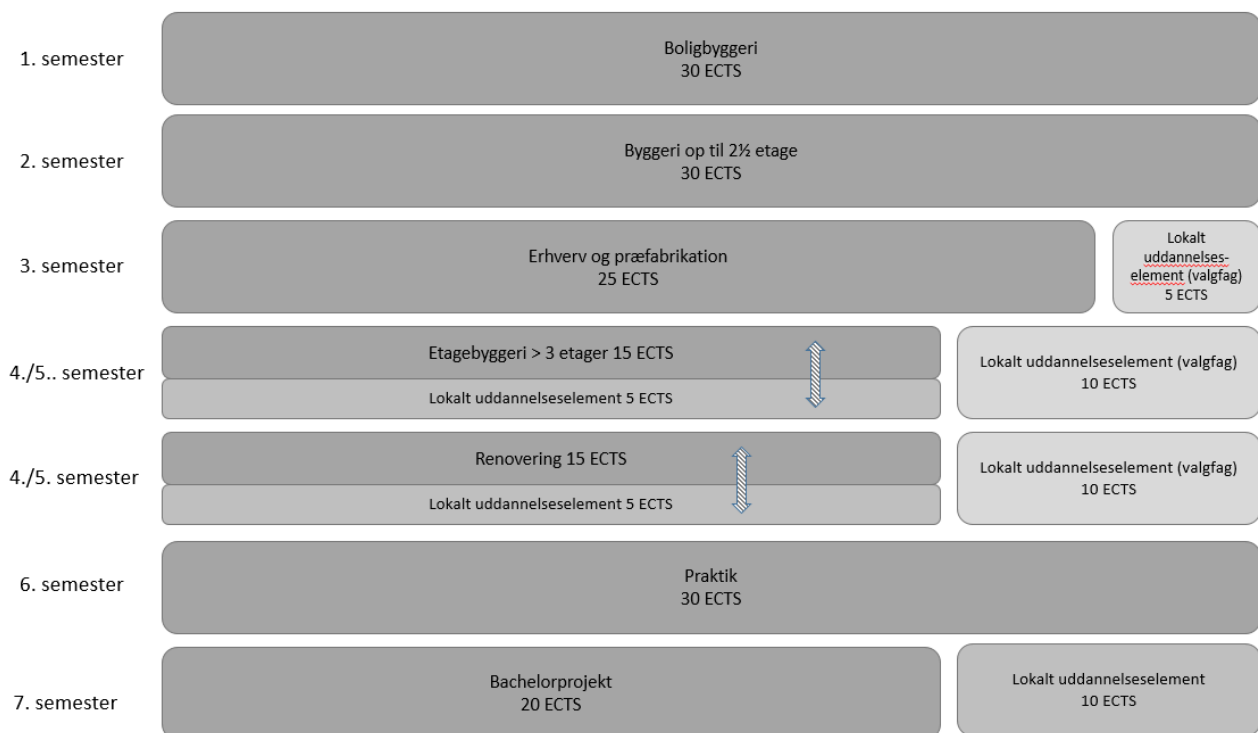 1. semester
Boligbyggeri
30 ECTS
2. semester
Byggeri op til 2½ etage
30 ECTS
3. semester
Erhverv og præfabrikation
25 ECTS
Lokalt
uddannelses-
element (valgfag)
5 ECTS
4./5.. semester
Etagebyggeri > 3 etager 15 ECTS
Lokalt uddannelseselement 5 ECTS
Lokalt uddannelseselement (valgfag)
10 ECTS
4./5. semester
Renovering 15 ECTS
Lokalt uddannelseselement 5 ECTS
Lokalt uddannelseselement (valgfag)
10 ECTS
6. semester
Praktik
30 ECTS
7. semester
Bachelorprojekt
20 ECTS
Lokalt uddannelseselement
10 ECTS